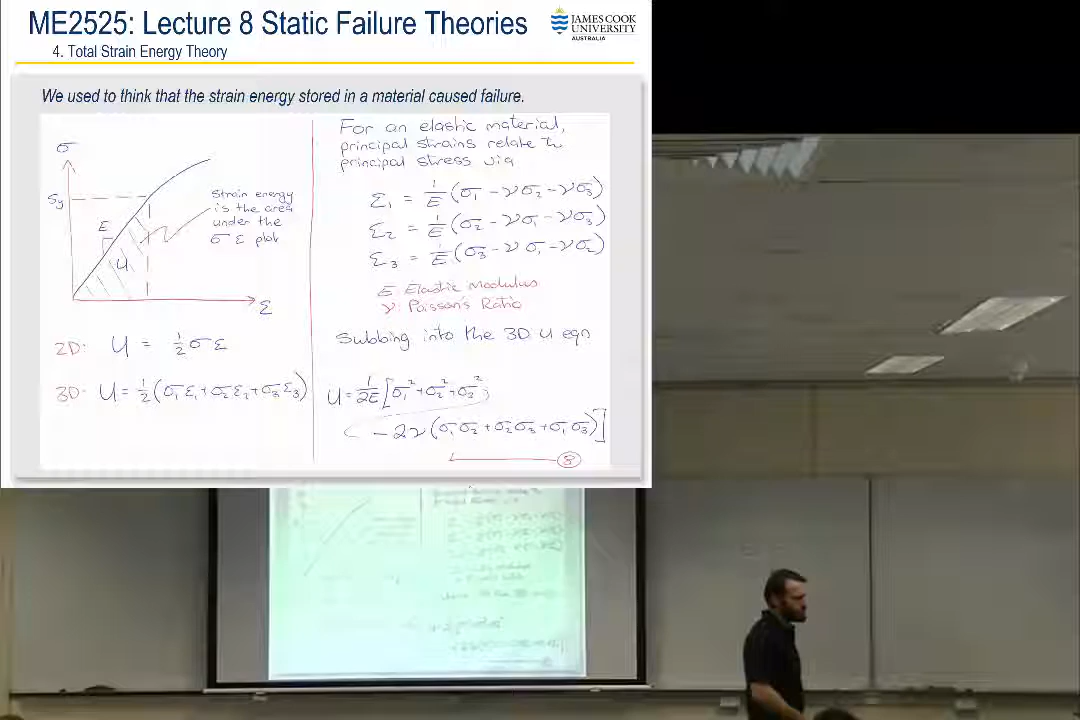 ME2525: Lecture 8 Static Failure Theories
4. Total Strain Energy Theory
JAMES COOK
UNIVERSITY
AUSTRALIA
We used to think that the strain energy stored in a material caused failure.
σ
Sy
E
U
ε
Strain energy
is the area
under the
σ ε plot
2D: U = ½σε
3D: U = ½(σ₁ε₁+σ₂ε₂+σ₃ε₃)
For an elastic material,
principal strains relate to
principal stress via
ε₁ = 1/E (σ₁ - νσ₂ - νσ₃)
ε₂ = 1/E (σ₂ - νσ₁ - νσ₃)
ε₃ = 1/E (σ₃ - νσ₁ - νσ₂)
E: Elastic Modulus
ν: Poisson's Ratio
Subbing into the 3D U eqn
U = 1/2E [σ₁² + σ₂² + σ₂²
- 2ν(σ₁σ₂ + σ₂σ₃ + σ₁σ₃)]
8